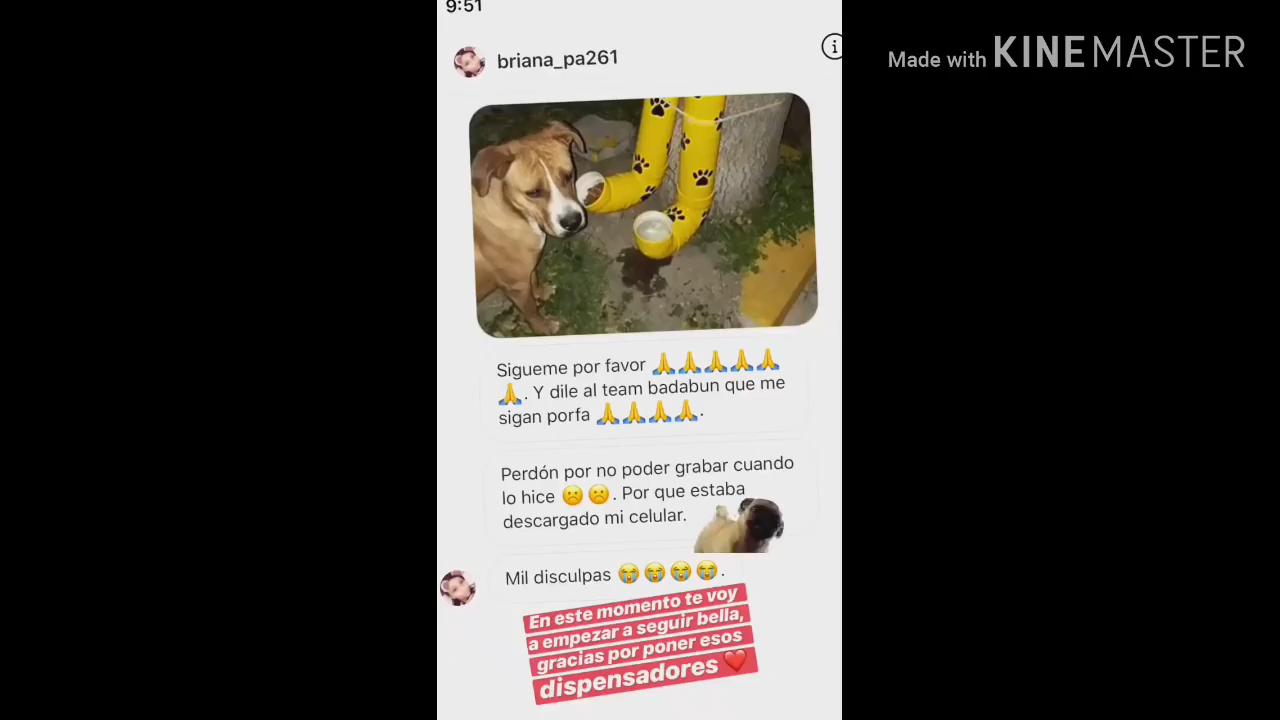 9:51
briana_pa261
Made with KINEMASTER
Sigueme por favor 🙏🙏🙏🙏🙏
🙏. Y dile al team badabun que me
sigan porfa 🙏🙏🙏🙏.
Perdón por no poder grabar cuando
lo hice ☹️☹️. Por que estaba
descargado mi celular.
Mil disculpas 😭😭😭😭.
En este momento te voy
a empezar a seguir bella,
gracias por poner esos
dispensadores ❤️